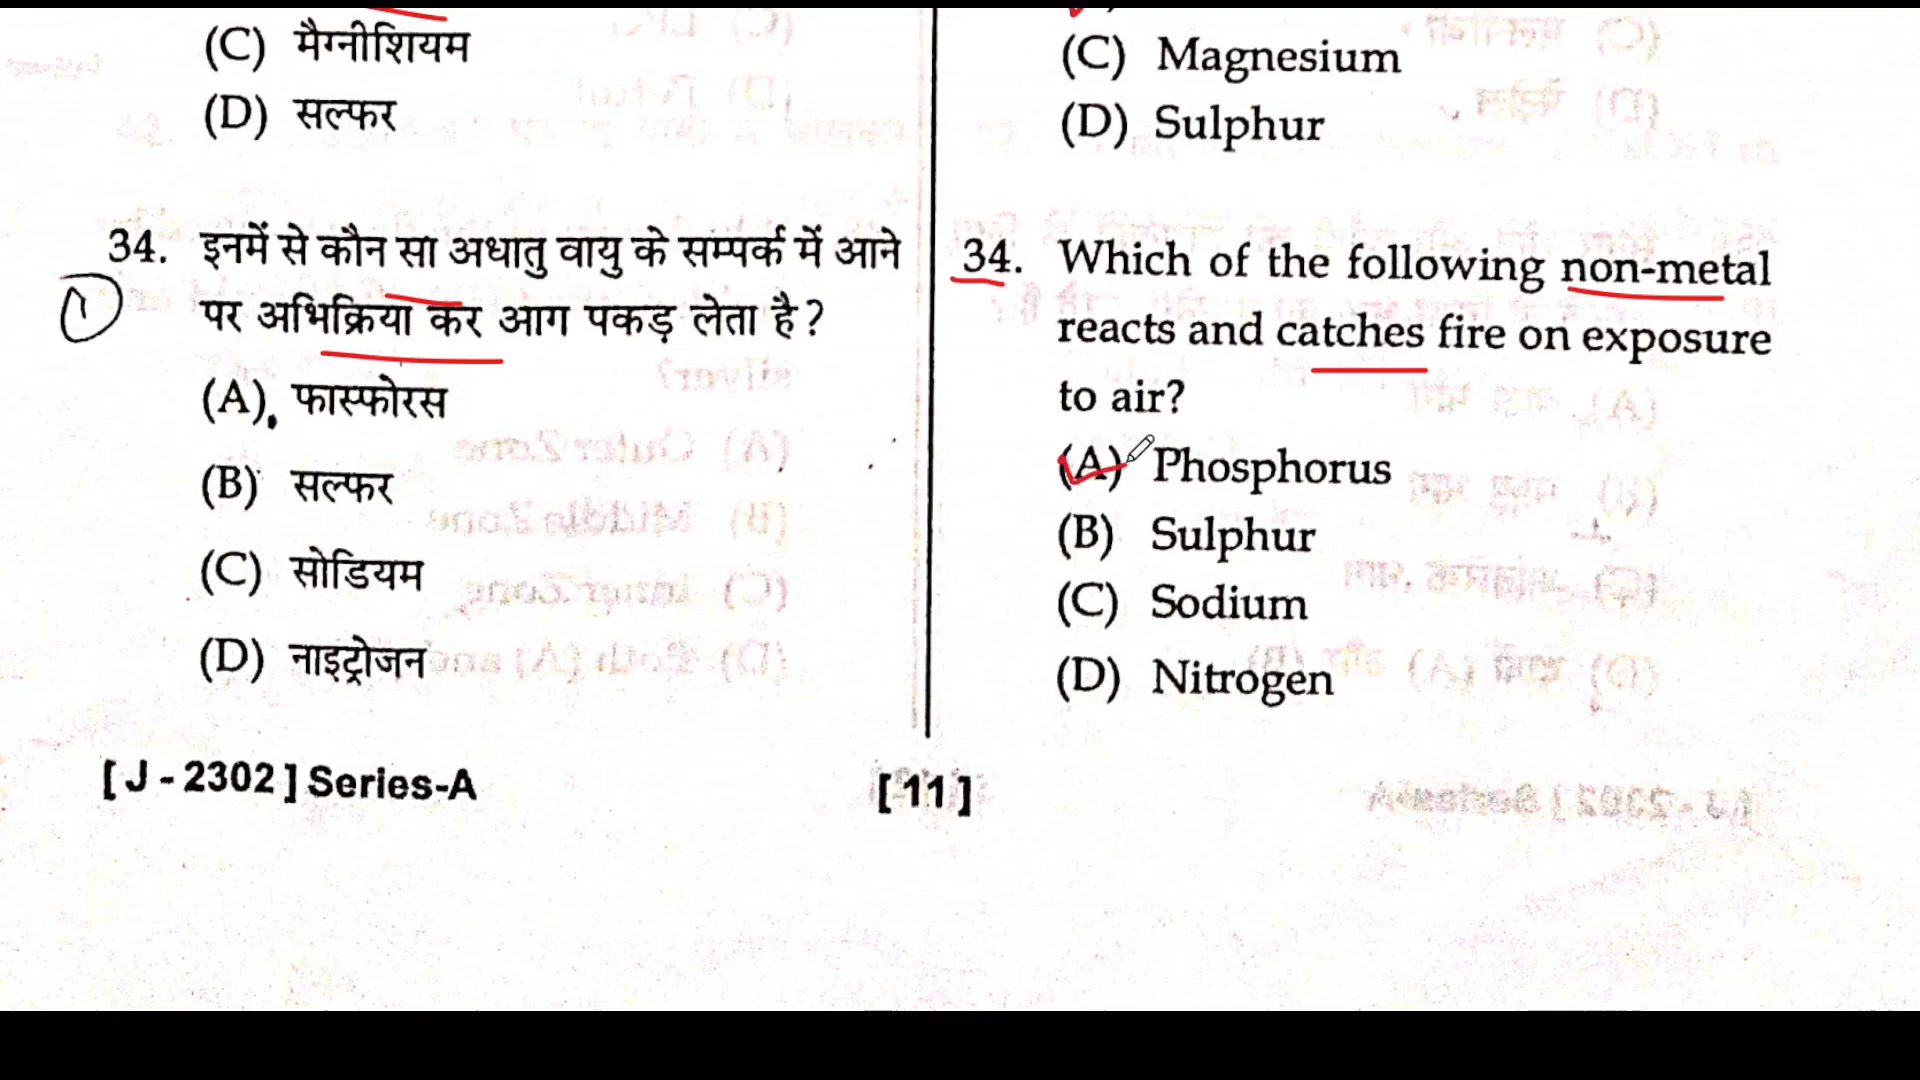 (C) मैग्नीशियम
(D) सल्फर
34. इनमें से कौन सा अधातु वायु के सम्पर्क में आने
पर अभिक्रिया कर आग पकड़ लेता है ?
(A) फास्फोरस
(B) सल्फर
(C) सोडियम
(D) नाइट्रोजन
(C) Magnesium
(D) Sulphur
34. Which of the following non-metal
reacts and catches fire on exposure
to air?
(A) Phosphorus
(B) Sulphur
(C) Sodium
(D) Nitrogen
[ J - 2302 ] Series-A
[ 11 ]